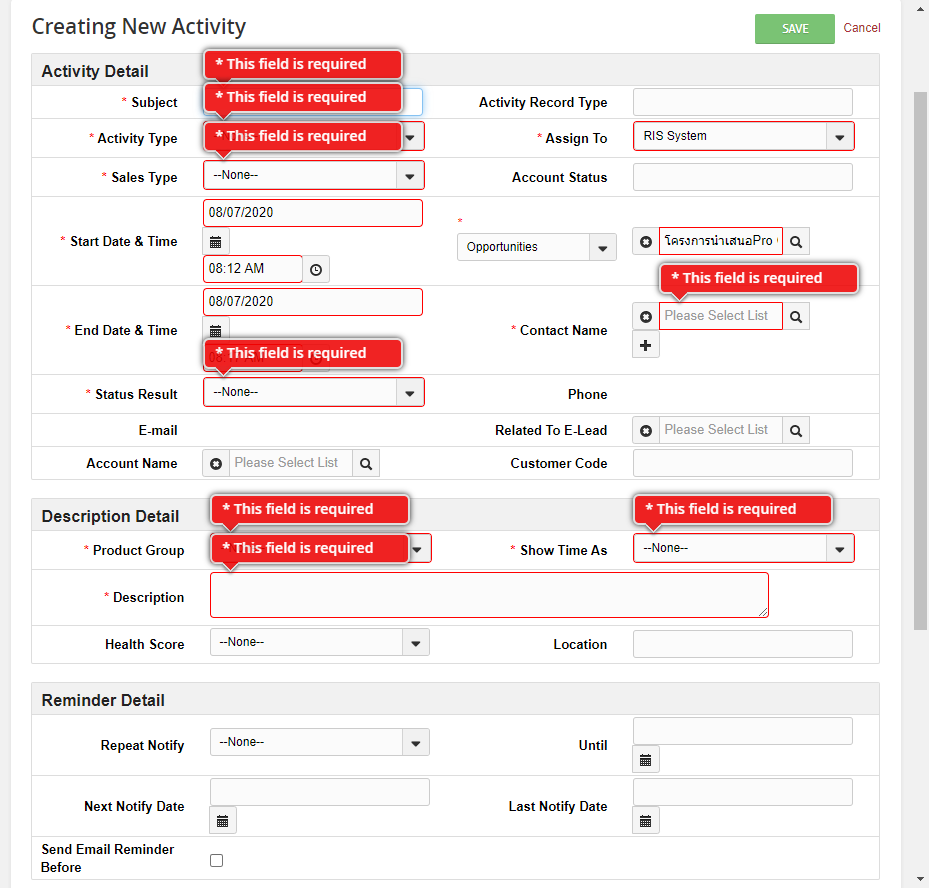 Creating New Activity
SAVE
Cancel
Activity Detail
* This field is required
* Subject
* This field is required
Activity Record Type
* Activity Type
* This field is required
* Assign To
RIS System
* Sales Type
--None--
Account Status
* Start Date & Time
08/07/2020
08:12 AM
*
Opportunities
โครงการนำเสนอPro
* This field is required
* End Date & Time
08/07/2020
* Contact Name
Please Select List
* This field is required
* Status Result
--None--
Phone
E-mail
Related To E-Lead
Please Select List
Account Name
Please Select List
Customer Code
Description Detail
* This field is required
* This field is required
* Product Group
* This field is required
* Show Time As
--None--
* Description
Health Score
--None--
Location
Reminder Detail
Repeat Notify
--None--
Until
Next Notify Date
Last Notify Date
Send Email Reminder
Before